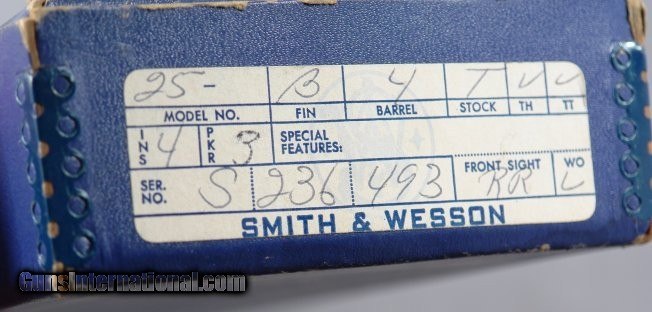 25- B 4 T ✓ ✓
MODEL NO. FIN BARREL STOCK TH TT
INS 4 PKR 3 SPECIAL FEATURES:
SER. NO. S 236 493 FRONT SIGHT RR WO L
SMITH & WESSON
GunsInternational.com